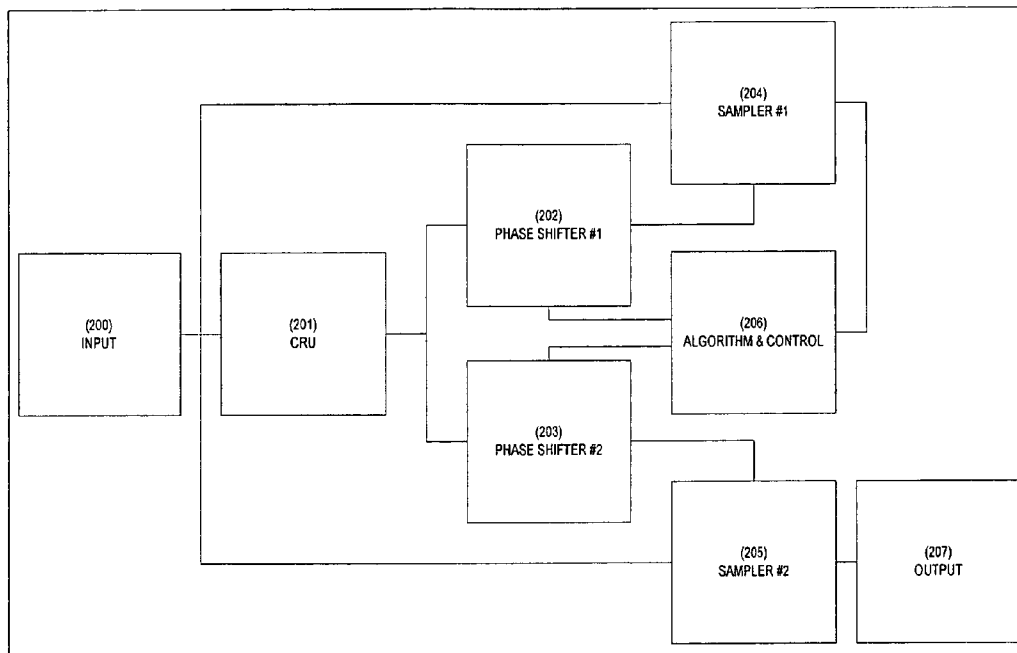 (204)
SAMPLER #1
(202)
PHASE SHIFTER #1
(200)
INPUT
(201)
CRU
(206)
ALGORITHM & CONTROL
(203)
PHASE SHIFTER #2
(205)
SAMPLER #2
(207)
OUTPUT